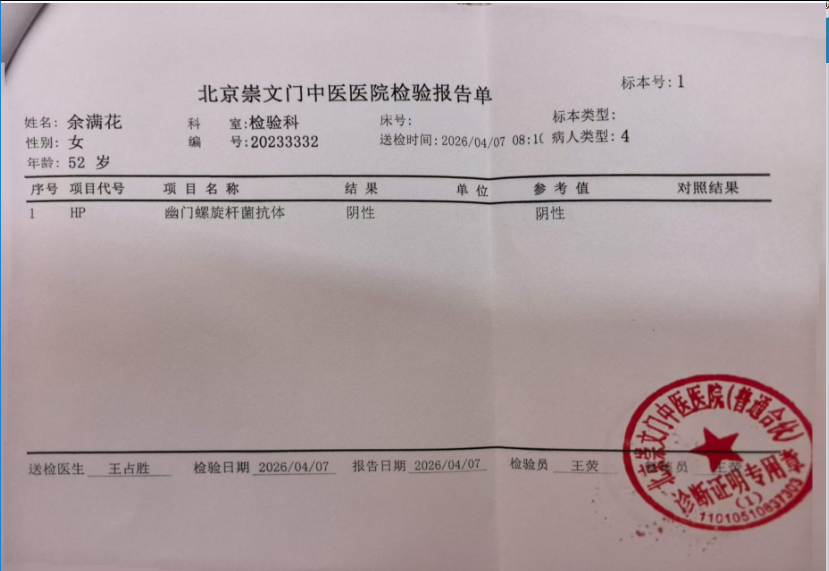 标本号: 1
北京崇文门中医医院检验报告单
姓名: 余满花 科 室:检验科 床号: 标本类型:
性别: 女 编 号:20233332 送检时间: 2026/04/07 08:1 病人类型: 4
年龄: 52 岁
序号 项目代号 项 目 名 称 结 果 单 位 参 考 值 对照结果
1 HP 幽门螺旋杆菌抗体 阴性 阴性
送检医生 王占胜 检验日期 2026/04/07 报告日期 2026/04/07 检验员 王荧 员 王荧
北京崇文门中医医院(普通合伙)
诊断证明专用章
(1)
11010510837303